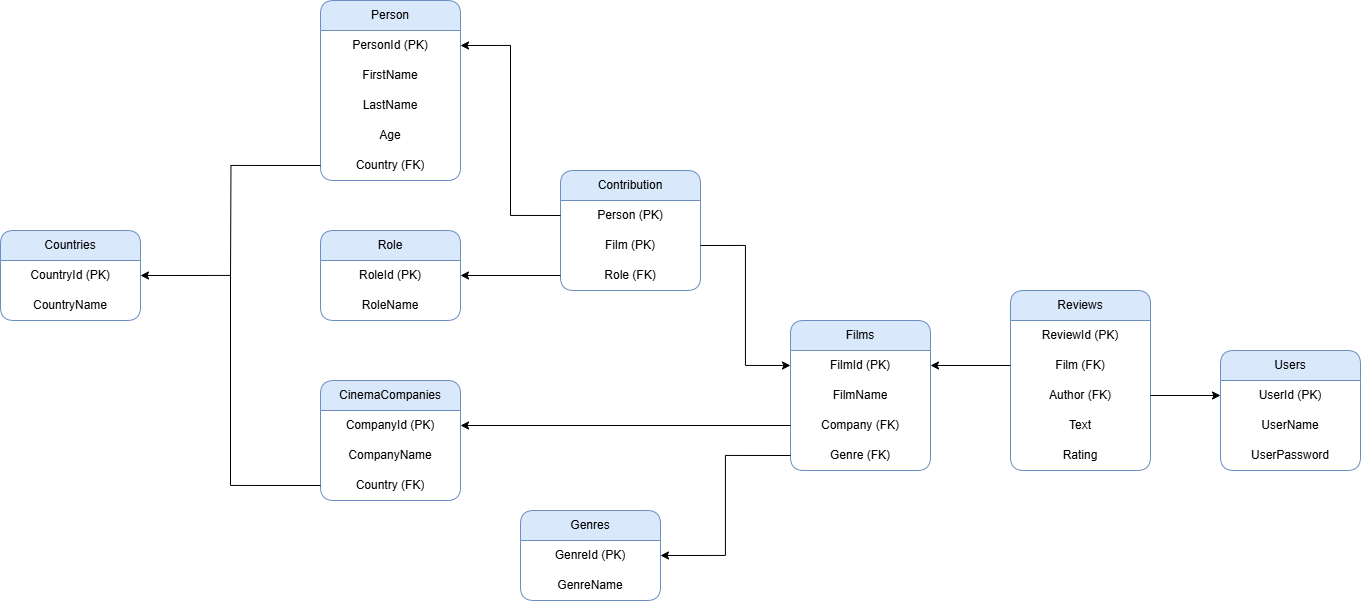 Person
PersonId (PK)
FirstName
LastName
Age
Country (FK)
Contribution
Person (PK)
Film (PK)
Role (FK)
Countries
CountryId (PK)
CountryName
Role
RoleId (PK)
RoleName
Films
FilmId (PK)
FilmName
Company (FK)
Genre (FK)
Reviews
ReviewId (PK)
Film (FK)
Author (FK)
Text
Rating
Users
UserId (PK)
UserName
UserPassword
CinemaCompanies
CompanyId (PK)
CompanyName
Country (FK)
Genres
GenreId (PK)
GenreName